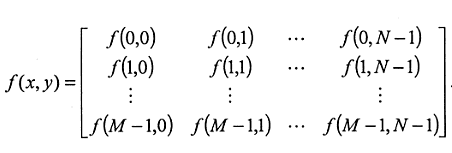 f(0,0) f(0,1) ⋯ f(0,N−1)
f(1,0) f(1,1) ⋯ f(1,N−1)
f(x,y)=
⋮ ⋮ ⋮
f(M−1,0) f(M−1,1) ⋯ f(M−1,N−1)
.